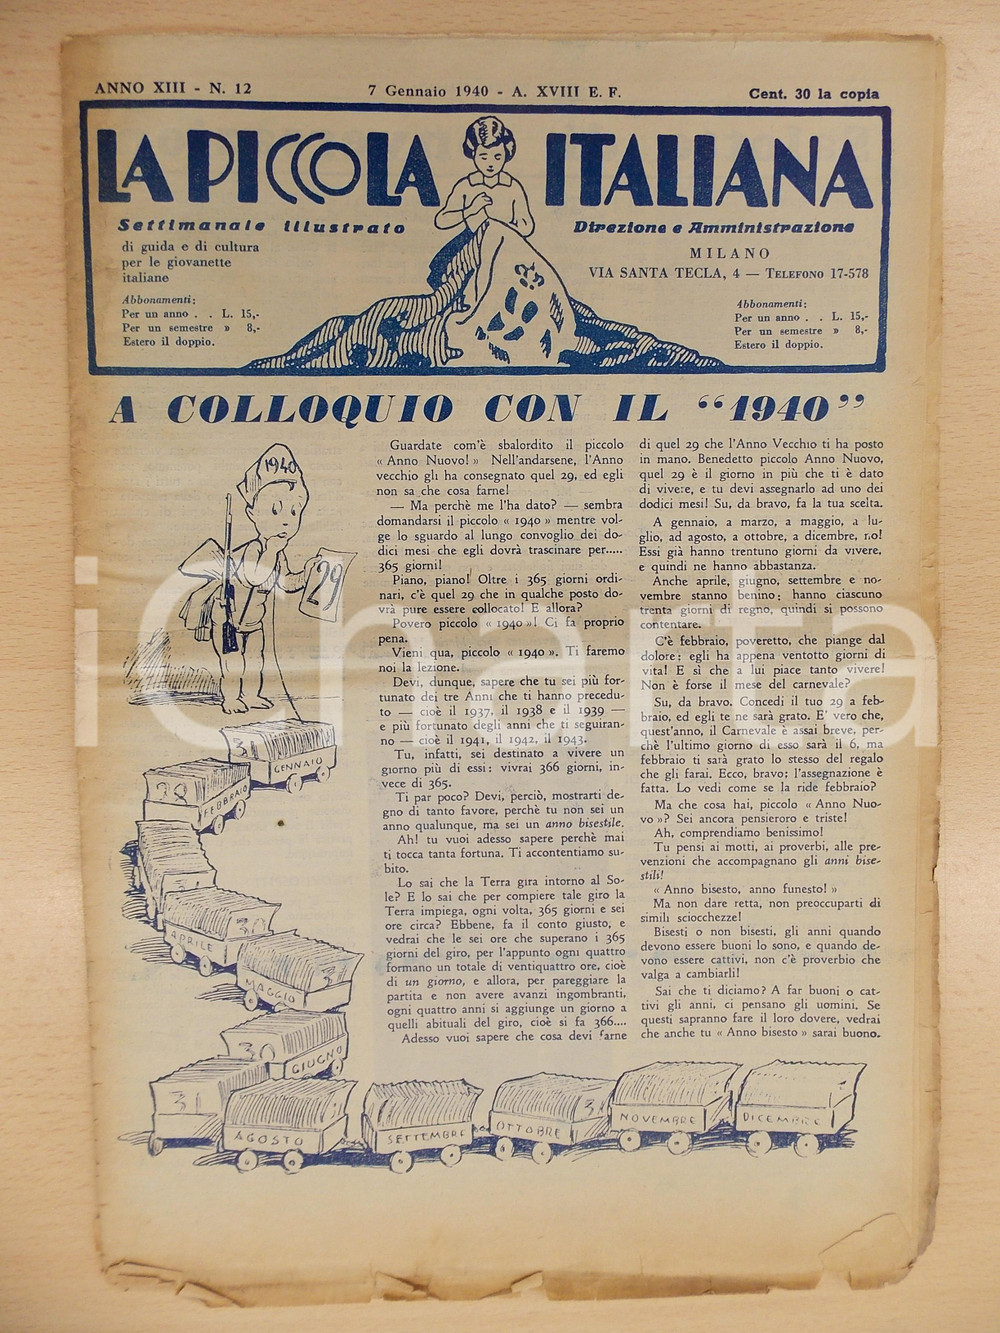 ANNO XIII - N. 12
7 Gennaio 1940 - A. XVIII E. F.
Cent. 30 la copia
LA PICCOLA ITALIANA
Settimanale illustrato
di guida e di cultura
per le giovanette
italiane
Abbonamenti:
Per un anno . . L. 15,-
Per un semestre » 8,-
Estero il doppio.
Direzione e Amministrazione
MILANO
VIA SANTA TECLA, 4 — TELEFONO 17-578
Abbonamenti:
Per un anno . . L. 15,-
Per un semestre » 8,-
Estero il doppio.
A COLLOQUIO CON IL “1940”
1940
29
31
GENNAIO
28
FEBBRAIO
30
APRILE
31
MAGGIO
30
GIUGNO
31
AGOSTO
SETTEMBRE
31
OTTOBRE
NOVEMBRE
DICEMBRE
Guardate com'è sbalordito il piccolo
« Anno Nuovo! » Nell'andarsene, l'Anno
vecchio gli ha consegnato quel 29, ed egli
non sa che cosa farne!
— Ma perchè me l'ha dato? — sembra
domandarsi il piccolo « 1940 » mentre vol-
ge lo sguardo al lungo convoglio dei do-
dici mesi che egli dovrà trascinare per.....
365 giorni!
Piano, piano! Oltre i 365 giorni ordi-
nari, c'è quel 29 che in qualche posto do-
vrà pure essere collocato! E allora?
Povero piccolo « 1940 »! Ci fa proprio
pena.
Vieni qua, piccolo « 1940 ». Ti faremo
noi la lezione.
Devi, dunque, sapere che tu sei più for-
tunato dei tre Anni che ti hanno precedu-
to — cioè il 1937, il 1938 e il 1939 —
e più fortunato degli anni che ti seguiran-
no — cioè il 1941, il 1942, il 1943.
Tu, infatti, sei destinato a vivere un
giorno più di essi: vivrai 366 giorni, in-
vece di 365.
Ti par poco? Devi, perciò, mostrarti de-
gno di tanto favore, perchè tu non sei un
anno qualunque, ma sei un anno bisestile.
Ah! tu vuoi adesso sapere perchè mai
ti tocca tanta fortuna. Ti accontentiamo su-
bito.
Lo sai che la Terra gira intorno al So-
le? E lo sai che per compiere tale giro la
Terra impiega, ogni volta, 365 giorni e sei
ore circa? Ebbene, fa il conto giusto, e
vedrai che le sei ore che superano i 365
giorni del giro, per l'appunto ogni quattro
formano un totale di ventiquattro ore, cioè
di un giorno, e allora, per pareggiare la
partita e non avere avanzi ingombranti,
ogni quattro anni si aggiunge un giorno a
quelli abituali del giro, cioè si fa 366....
Adesso vuoi sapere che cosa devi farne
di quel 29 che l'Anno Vecchio ti ha posto
in mano. Benedetto piccolo Anno Nuovo,
quel 29 è il giorno in più che ti è dato
di vivere, e tu devi assegnarlo ad uno dei
dodici mesi! Su, da bravo, fa la tua scelta.
A gennaio, a marzo, a maggio, a lu-
glio, ad agosto, a ottobre, a dicembre, no!
Essi già hanno trentuno giorni da vivere,
e quindi ne hanno abbastanza.
Anche aprile, giugno, settembre e no-
vembre stanno benino: hanno ciascuno
trenta giorni di regno, quindi si possono
contentare.
C'è febbraio, poveretto, che piange dal
dolore: egli ha appena ventotto giorni di
vita! E sì che a lui piace tanto vivere!
Non è forse il mese del carnevale?
Su, da bravo. Concedi il tuo 29 a feb-
braio, ed egli te ne sarà grato. E' vero che,
quest'anno, il Carnevale è assai breve, per-
chè l'ultimo giorno di esso sarà il 6, ma
febbraio ti sarà grato lo stesso del regalo
che gli farai. Ecco, bravo; l'assegnazione è
fatta. Lo vedi come se la ride febbraio?
Ma che cosa hai, piccolo « Anno Nuo-
vo »? Sei ancora pensieroso e triste!
Ah, comprendiamo benissimo!
Tu pensi ai motti, ai proverbi, alle pre-
venzioni che accompagnano gli anni bise-
stili!
« Anno bisesto, anno funesto! »
Ma non dare retta, non preoccuparti di
simili sciocchezze!
Bisesti o non bisesti, gli anni quando
devono essere buoni lo sono, e quando de-
vono essere cattivi, non c'è proverbio che
valga a cambiarli!
Sai che ti diciamo? A far buoni o cat-
tivi gli anni, ci pensano gli uomini. Se
questi sapranno fare il loro dovere, vedrai
che anche tu « Anno bisesto » sarai buono.
iCharta